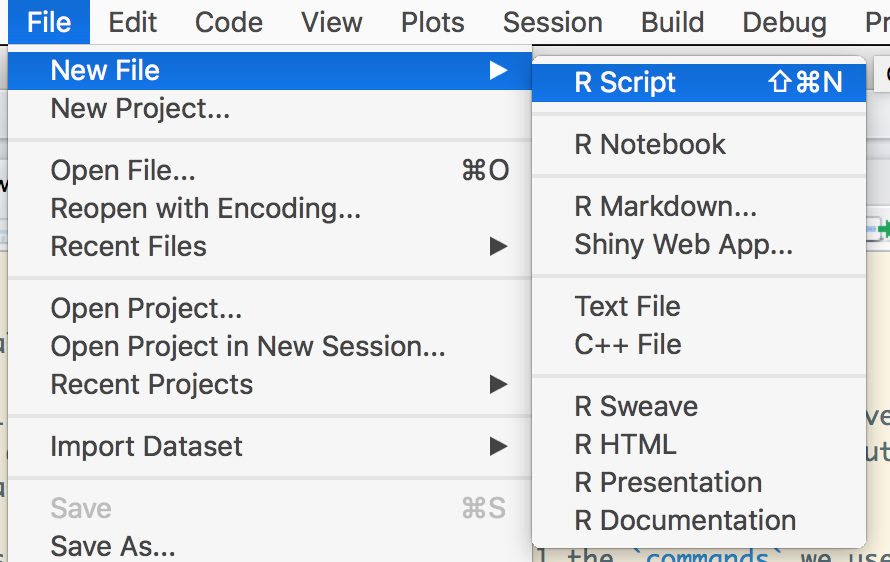 File Edit Code View Plots Session Build Debug Pr
New File ▶
New Project...
Open File... ⌘O
Reopen with Encoding...
Recent Files ▶
Open Project...
Open Project in New Session...
Recent Projects ▶
Import Dataset ▶
Save ⌘S
Save As...
R Script ⇧⌘N
R Notebook
R Markdown...
Shiny Web App...
Text File
C++ File
R Sweave
R HTML
R Presentation
R Documentation
the `commands` we use